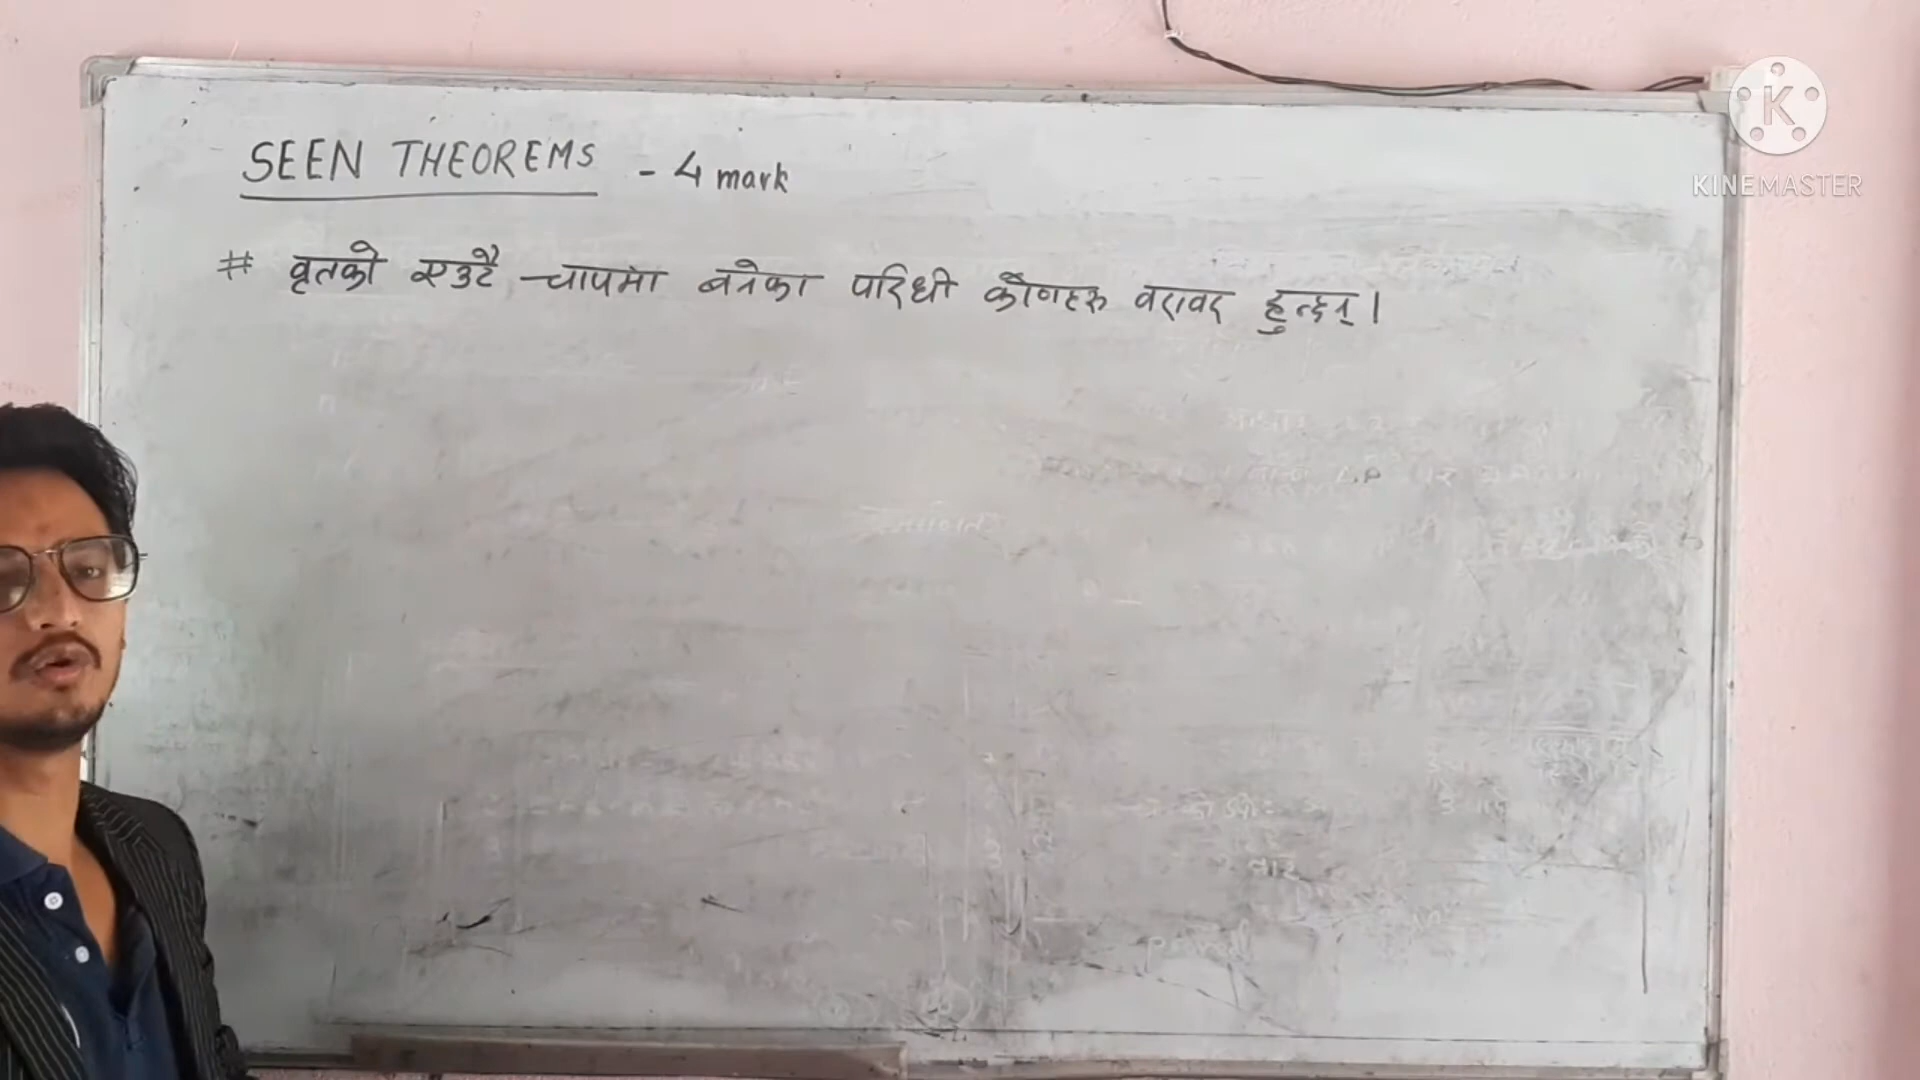 SEEN THEOREMS - 4 mark
# वृतको एउटै चापमा बनेका परिधी कोणहरु बराबर हुन्छन् ।
KINEMASTER